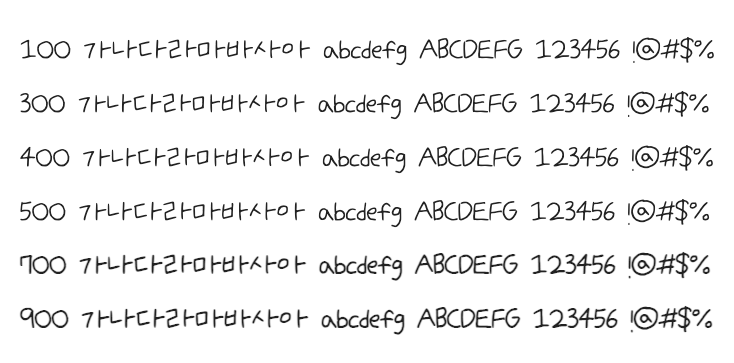 100 가나다라마바사아 abcdefg ABCDEFG 123456 !@#$%
300 가나다라마바사아 abcdefg ABCDEFG 123456 !@#$%
400 가나다라마바사아 abcdefg ABCDEFG 123456 !@#$%
500 가나다라마바사아 abcdefg ABCDEFG 123456 !@#$%
700 가나다라마바사아 abcdefg ABCDEFG 123456 !@#$%
900 가나다라마바사아 abcdefg ABCDEFG 123456 !@#$%